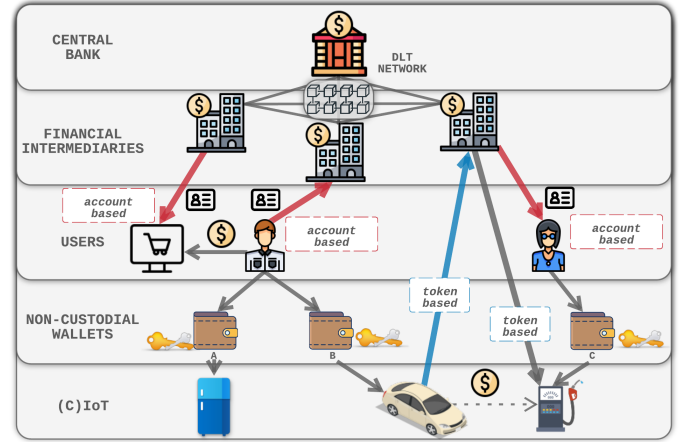 CENTRAL
BANK
DLT
NETWORK
FINANCIAL
INTERMEDIARIES
account
based
account
based
account
based
USERS
token
based
token
based
NON-CUSTODIAL
WALLETS
A
B
C
(C)IoT